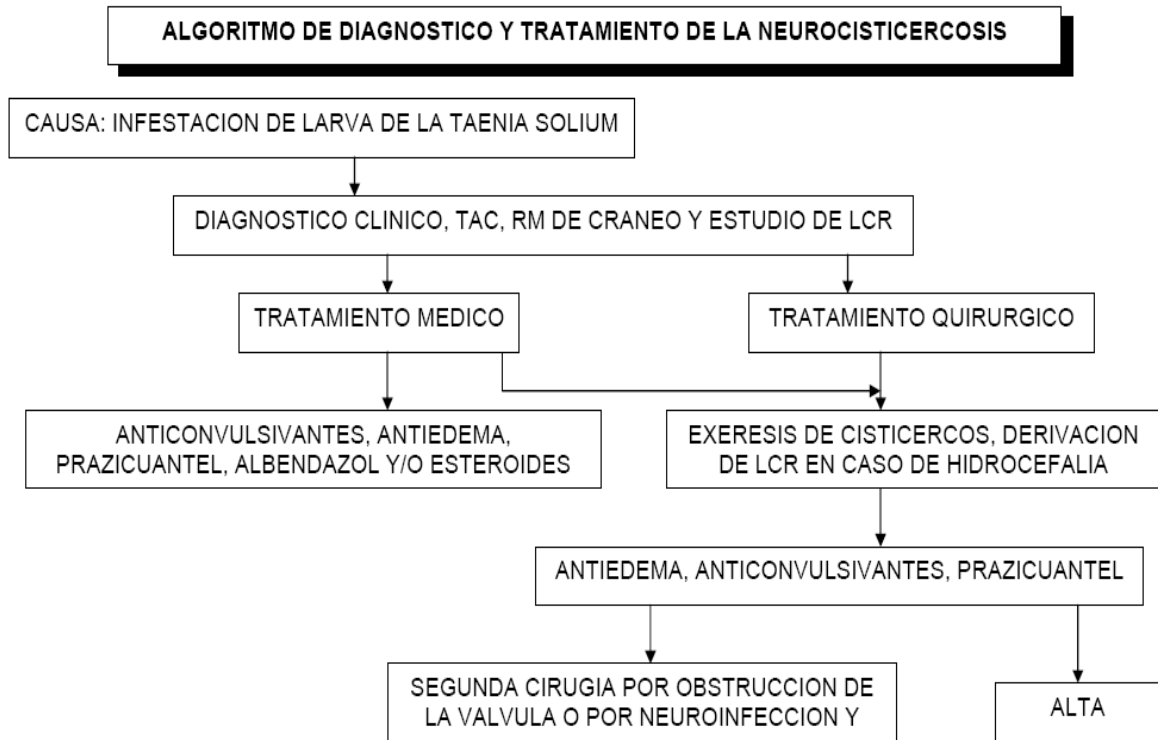 ALGORITMO DE DIAGNOSTICO Y TRATAMIENTO DE LA NEUROCISTICERCOSIS
CAUSA: INFESTACION DE LARVA DE LA TAENIA SOLIUM
DIAGNOSTICO CLINICO, TAC, RM DE CRANEO Y ESTUDIO DE LCR
TRATAMIENTO MEDICO
TRATAMIENTO QUIRURGICO
ANTICONVULSIVANTES, ANTIEDEMA,
PRAZICUANTEL, ALBENDAZOL Y/O ESTEROIDES
EXERESIS DE CISTICERCOS, DERIVACION
DE LCR EN CASO DE HIDROCEFALIA
ANTIEDEMA, ANTICONVULSIVANTES, PRAZICUANTEL
SEGUNDA CIRUGIA POR OBSTRUCCION DE
LA VALVULA O POR NEUROINFECCION Y
ALTA